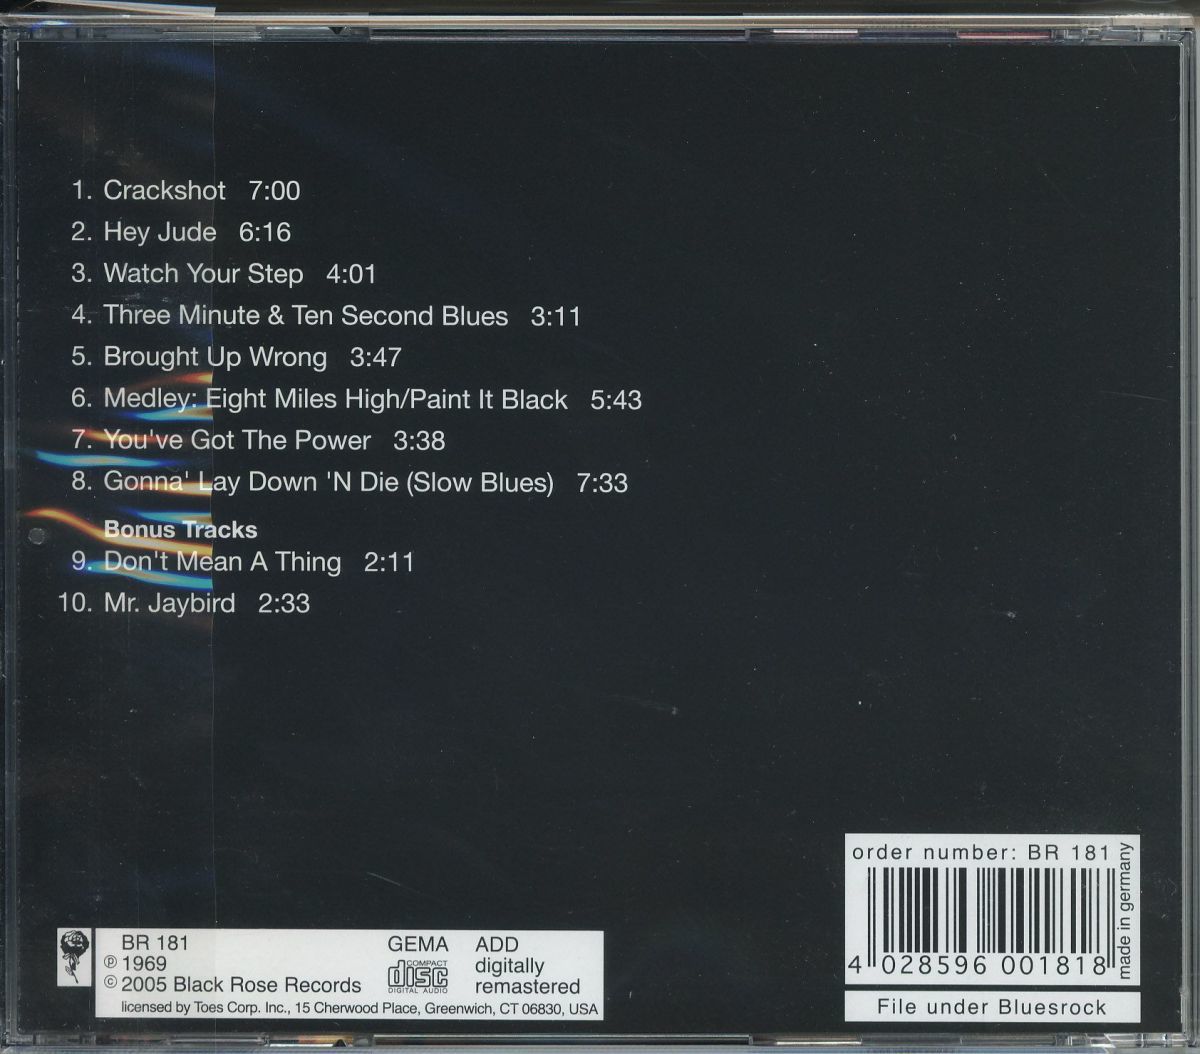 1. Crackshot 7:00
2. Hey Jude 6:16
3. Watch Your Step 4:01
4. Three Minute & Ten Second Blues 3:11
5. Brought Up Wrong 3:47
6. Medley: Eight Miles High/Paint It Black 5:43
7. You've Got The Power 3:38
8. Gonna' Lay Down 'N Die (Slow Blues) 7:33
Bonus Tracks
9. Don't Mean A Thing 2:11
10. Mr. Jaybird 2:33
BR 181
℗ 1969
© 2005 Black Rose Records
licensed by Toes Corp. Inc., 15 Cherwood Place, Greenwich, CT 06830, USA
GEMA
COMPACT
disc
DIGITAL AUDIO
ADD
digitally
remastered
order number: BR 181
4 028596 001818
made in germany
File under Bluesrock